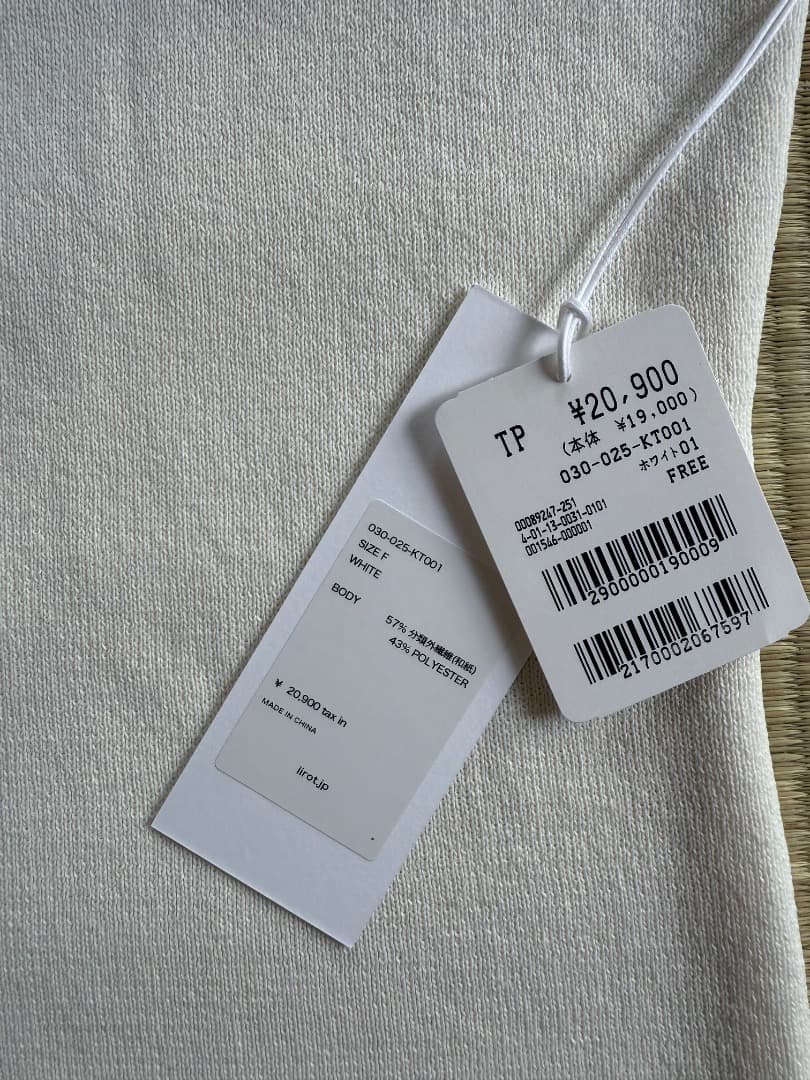 TP
¥20,900
(本体 ¥19,000)
030-025-KT001
ホワイト01
FREE
00089247-251
4-01-13-0031-0101
001546-000001
2900000190009
2170002067597
030-025-KT001
SIZE F
WHITE
BODY
57% 分類外繊維(和紙)
43% POLYESTER
¥ 20,900 tax in
MADE IN CHINA
iirot.jp